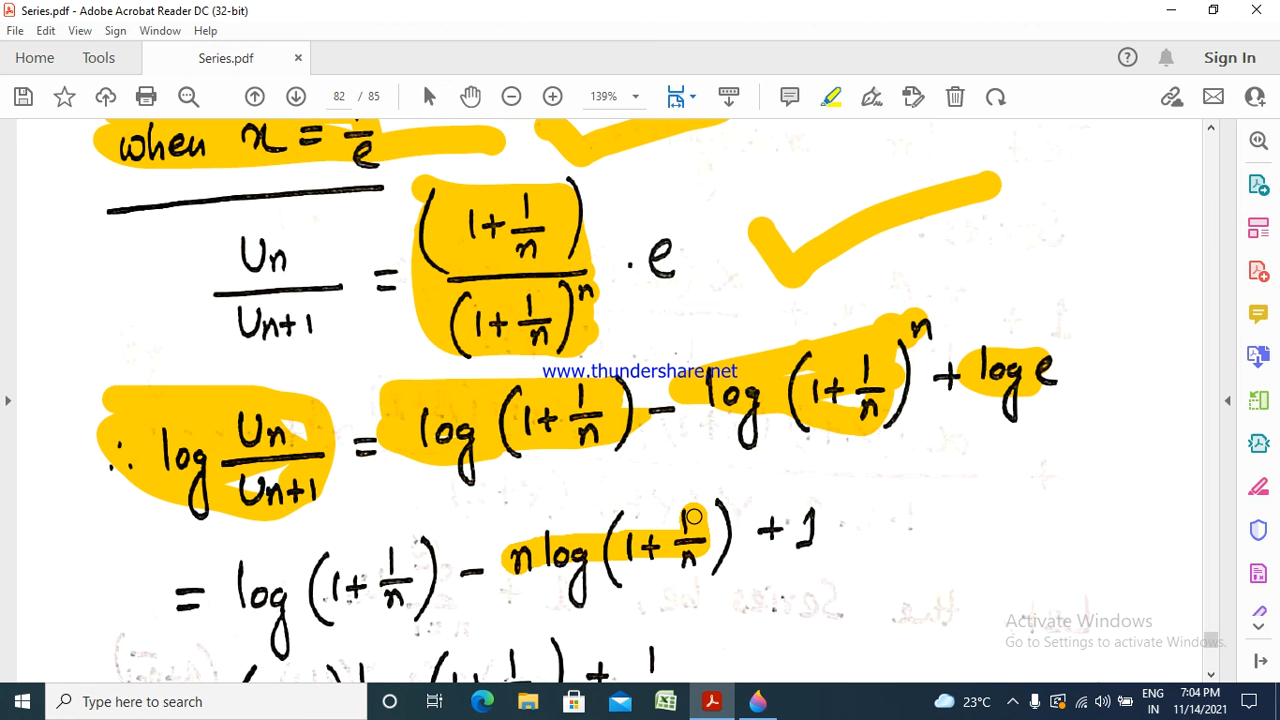 Series.pdf - Adobe Acrobat Reader DC (32-bit)
File Edit View Sign Window Help
Home Tools Series.pdf × Sign In
82 / 85 139%
when x = 1/e
Un/Un+1 = (1+1/n)/(1+1/n)^n · e
www.thundershare.net
∴ log Un/Un+1 = log (1+1/n) - log (1+1/n)^n + log e
= log (1+1/n) - n log (1+1/n) + 1
Activate Windows
Go to Settings to activate Windows.
Type here to search
23°C ENG IN 7:04 PM 11/14/2021